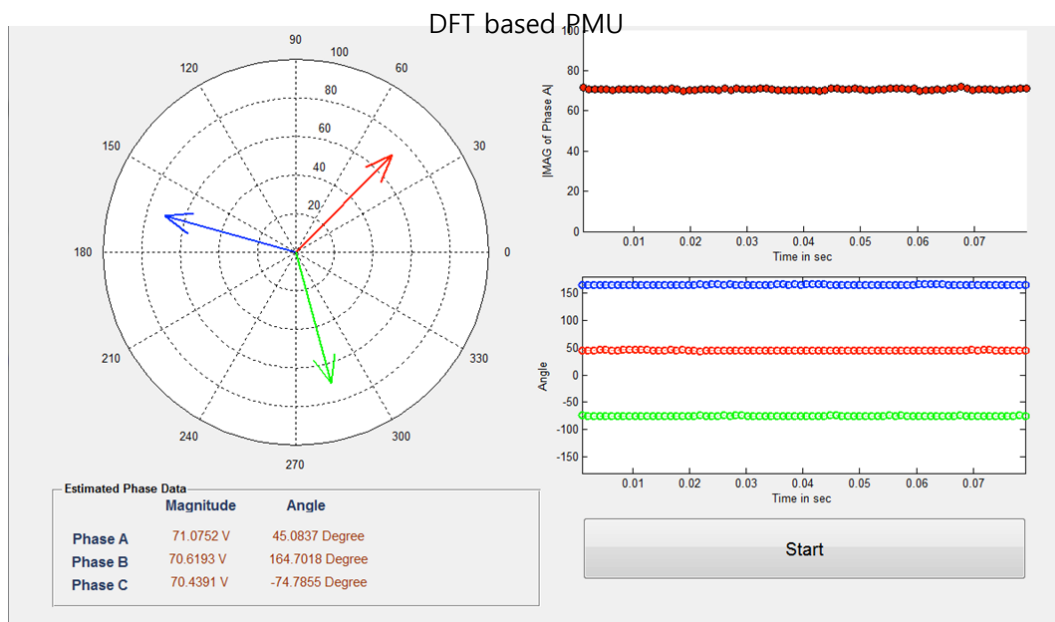 DFT based PMU
90
120
100
60
80
150
60
30
40
20
180
0
210
330
240
300
270
100
80
60
40
20
0
|MAG of Phase A|
0.01 0.02 0.03 0.04 0.05 0.06 0.07
Time in sec
150
100
50
0
-50
-100
-150
Angle
0.01 0.02 0.03 0.04 0.05 0.06 0.07
Time in sec
Estimated Phase Data
Magnitude Angle
Phase A 71.0752 V 45.0837 Degree
Phase B 70.6193 V 164.7018 Degree
Phase C 70.4391 V -74.7855 Degree
Start